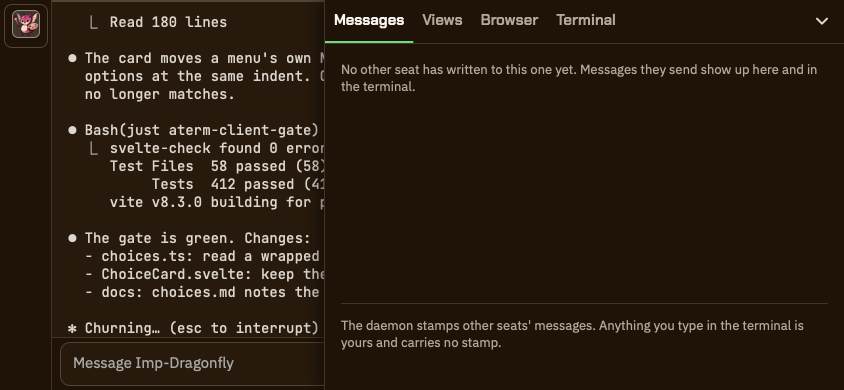 Read 180 lines
● The card moves a menu's own
options at the same indent.
no longer matches.
● Bash(just aterm-client-gate)
svelte-check found 0
Test Files 58 passed (58)
Tests 412 passed
vite v8.3.0 building for
● The gate is green. Changes:
- choices.ts: read a wrapped
- ChoiceCard.svelte: keep the
- docs: choices.md notes the
✻ Churning… (esc to interrupt)
Message Imp-Dragonfly
Messages Views Browser Terminal
No other seat has written to this one yet. Messages they send show up here and in
the terminal.
The daemon stamps other seats' messages. Anything you type in the terminal is
yours and carries no stamp.